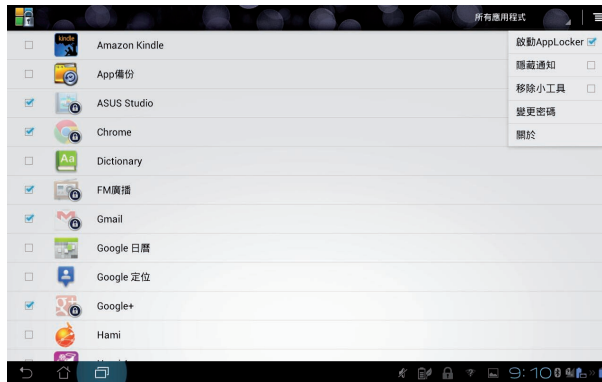 所有應用程式
kindle
Amazon Kindle
啟動AppLocker
App備份
隱藏通知
ASUS Studio
移除小工具
Chrome
變更密碼
Aa
Dictionary
關於
FM廣播
Gmail
Google 日曆
Google 定位
Google+
Hami
9:10